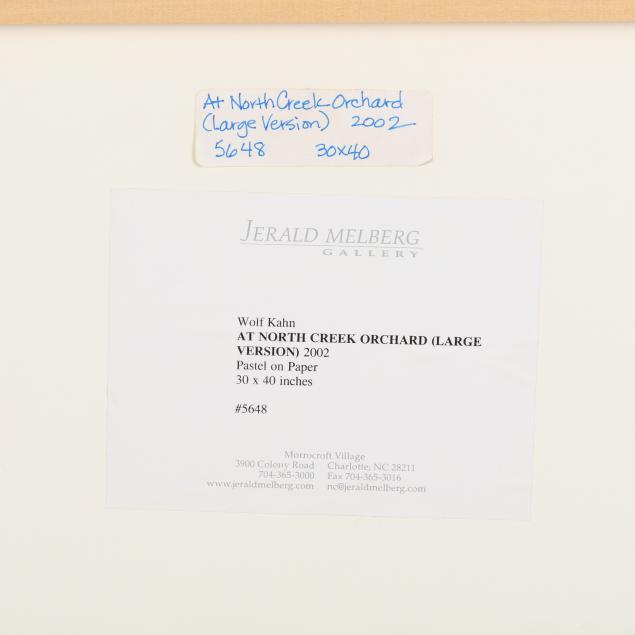 At North Creek Orchard
(Large Version) 2002
5648 30x40
JERALD MELBERG
GALLERY
Wolf Kahn
AT NORTH CREEK ORCHARD (LARGE
VERSION) 2002
Pastel on Paper
30 x 40 inches
#5648
Morrocroft Village
3900 Colony Road Charlotte, NC 28211
704-365-3000 Fax 704-365-3016
www.jeraldmelberg.com nc@jeraldmelberg.com